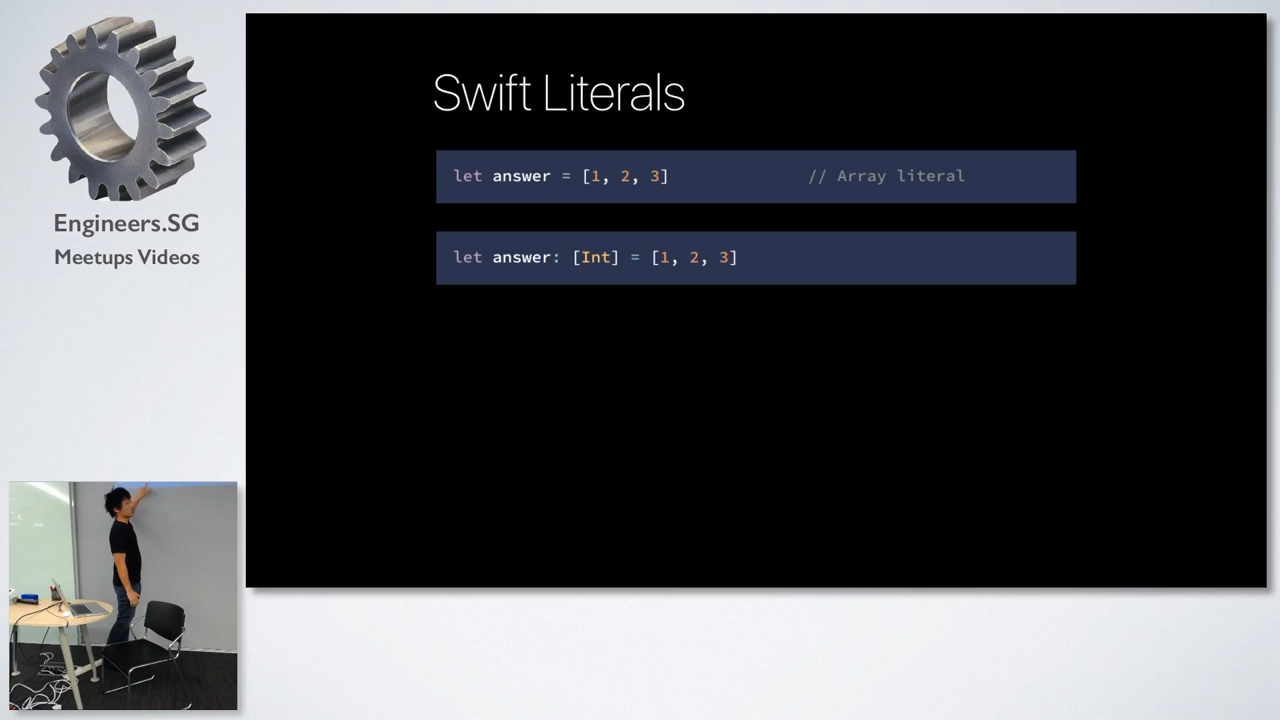 Engineers.SG
Meetups Videos
Swift Literals
let answer = [1, 2, 3] // Array literal
let answer: [Int] = [1, 2, 3]